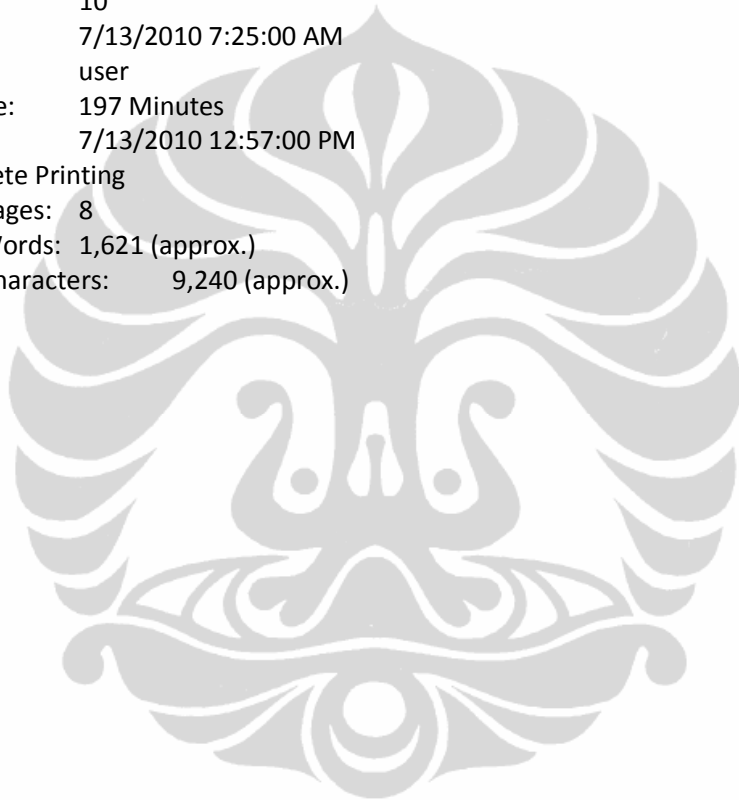 10
7/13/2010 7:25:00 AM
user
e: 197 Minutes
7/13/2010 12:57:00 PM
ete Printing
ages: 8
Words: 1,621 (approx.)
haracters: 9,240 (approx.)